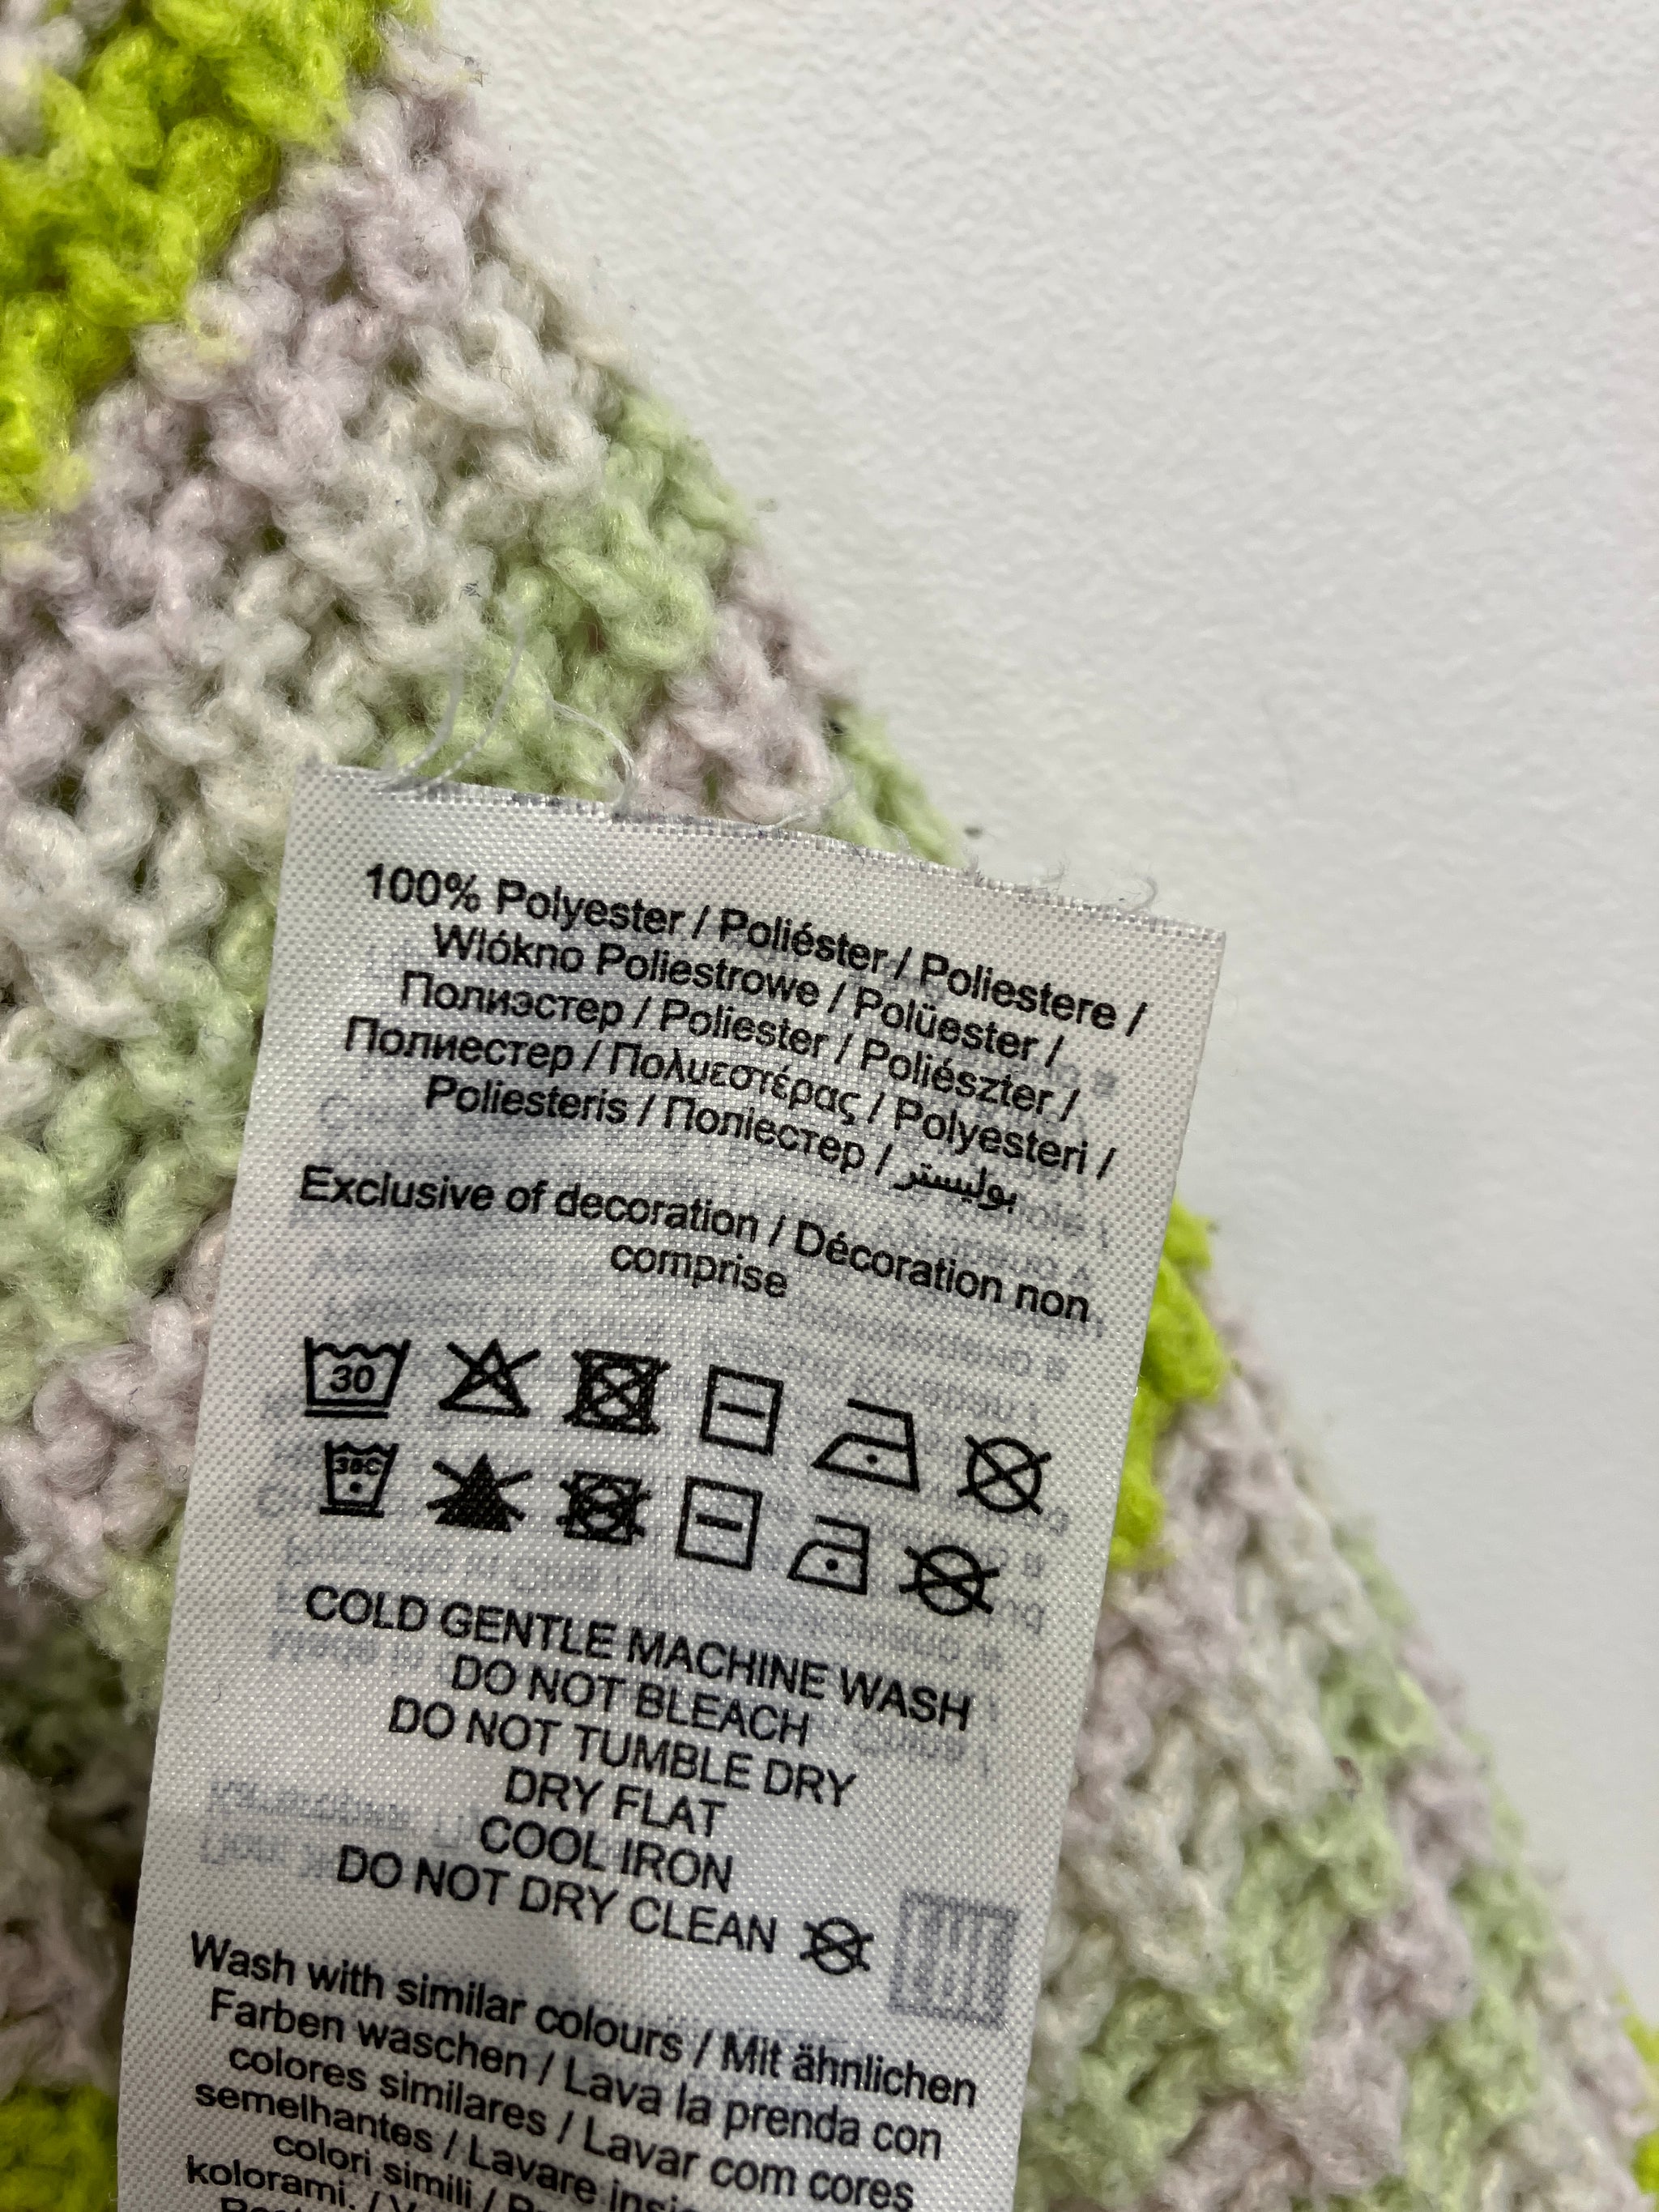 100% Polyester / Poliéster / Poliestere /
Włókno Poliestrowe / Polüester /
Полиэстер / Poliester / Poliészter /
Полиестер / Πολυεστέρας / Polyesteri /
Poliesteris / Поліестер / بوليستر
Exclusive of decoration / Décoration non
comprise
30
30C
COLD GENTLE MACHINE WASH
DO NOT BLEACH
DO NOT TUMBLE DRY
DRY FLAT
COOL IRON
DO NOT DRY CLEAN
Wash with similar colours / Mit ähnlichen
Farben waschen / Lava la prenda con
colores similares / Lavar com cores
semelhantes / Lavare
colori simili /
kolorami. /